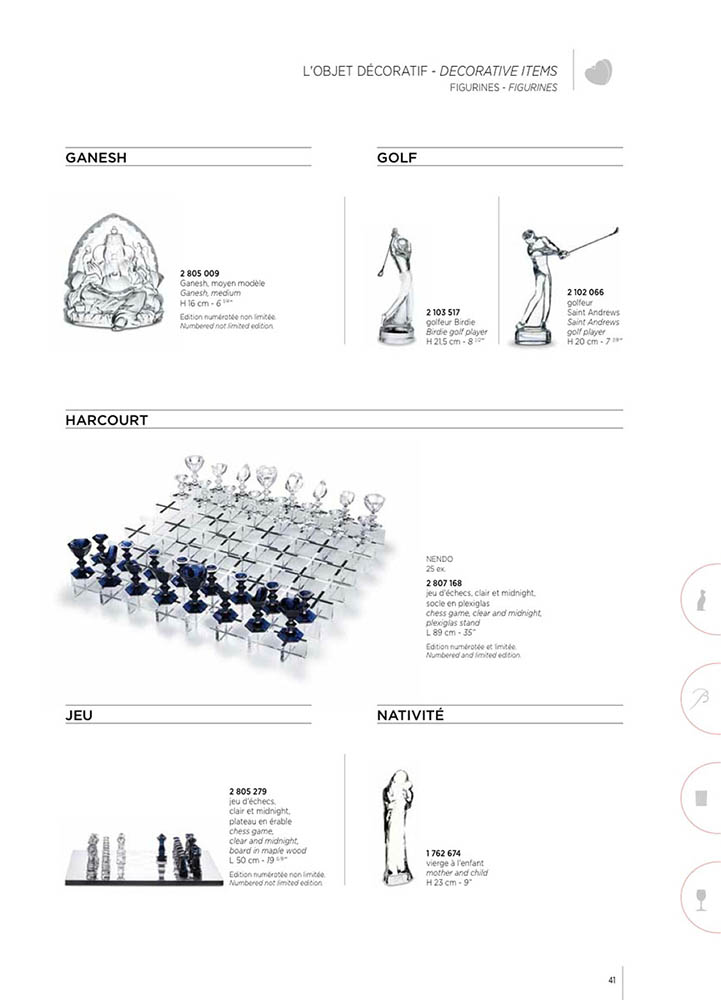 L'OBJET DÉCORATIF - DECORATIVE ITEMS
FIGURINES - FIGURINES
GANESH
2 805 009
Ganesh, moyen modèle
Ganesh, medium
H 16 cm - 6 1/4"
Edition numérotée non limitée.
Numbered not limited edition.
GOLF
2 103 517
golfeur Birdie
Birdie golf player
H 21,5 cm - 8 1/2"
2 102 066
golfeur
Saint Andrews
Saint Andrews
golf player
H 20 cm - 7 7/8"
HARCOURT
NENDO
25 ex.
2 807 168
jeu d'échecs, clair et midnight,
socle en plexiglas
chess game, clear and midnight,
plexiglas stand
L 89 cm - 35"
Edition numérotée et limitée.
Numbered and limited edition.
JEU
2 805 279
jeu d'échecs,
clair et midnight,
plateau en érable
chess game,
clear and midnight,
board in maple wood
L 50 cm - 19 5/8"
Edition numérotée non limitée.
Numbered not limited edition.
NATIVITÉ
1 762 674
vierge à l'enfant
mother and child
H 23 cm - 9"
B
41